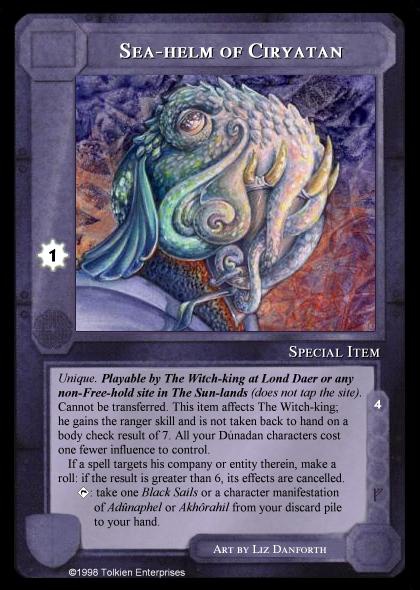 Sea-helm of Ciryatan
1
Special Item
Unique. Playable by The Witch-king at Lond Daer or any
non-Free-hold site in The Sun-lands (does not tap the site).
Cannot be transferred. This item affects The Witch-king;
he gains the ranger skill and is not taken back to hand on a
body check result of 7. All your Dúnadan characters cost
one fewer influence to control.
If a spell targets his company or entity therein, make a
roll: if the result is greater than 6, its effects are cancelled.
: take one Black Sails or a character manifestation
of Adûnaphel or Akhôrahil from your discard pile
to your hand.
4
Art by Liz Danforth
©1998 Tolkien Enterprises